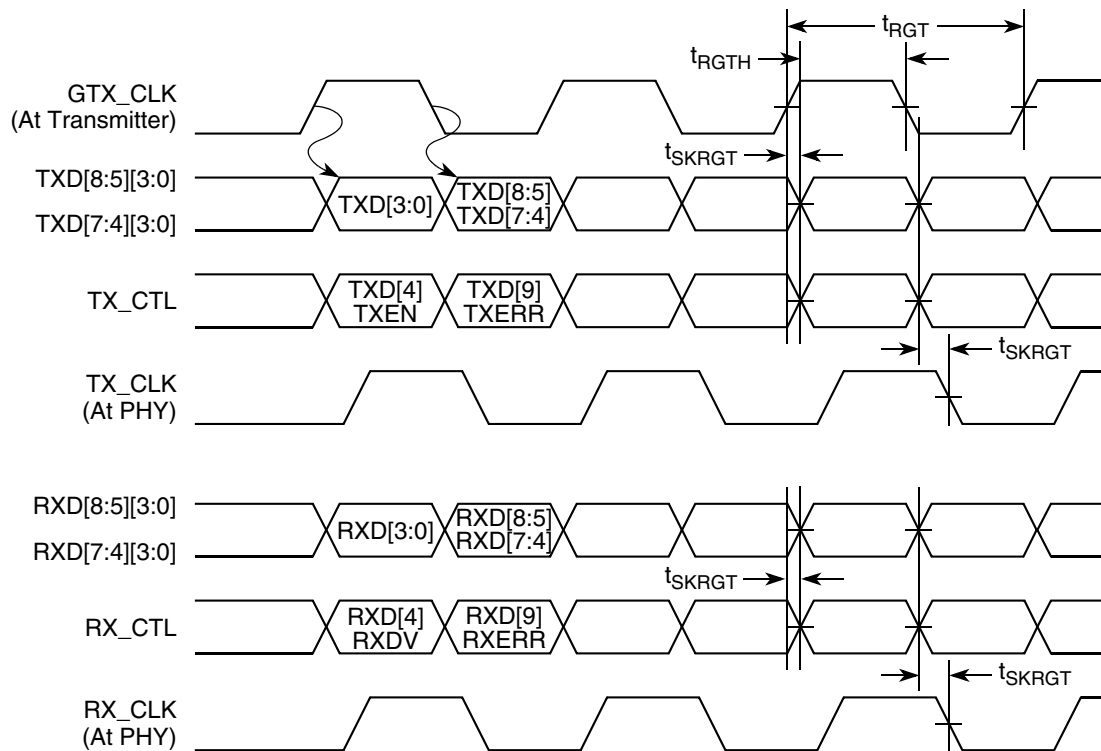 tRGT
tRGTH
GTX_CLK
(At Transmitter)
tSKRGT
TXD[8:5][3:0]
TXD[7:4][3:0]
TXD[3:0]
TXD[8:5]
TXD[7:4]
TX_CTL
TXD[4]
TXEN
TXD[9]
TXERR
tSKRGT
TX_CLK
(At PHY)
RXD[8:5][3:0]
RXD[7:4][3:0]
RXD[3:0]
RXD[8:5]
RXD[7:4]
tSKRGT
RX_CTL
RXD[4]
RXDV
RXD[9]
RXERR
tSKRGT
RX_CLK
(At PHY)